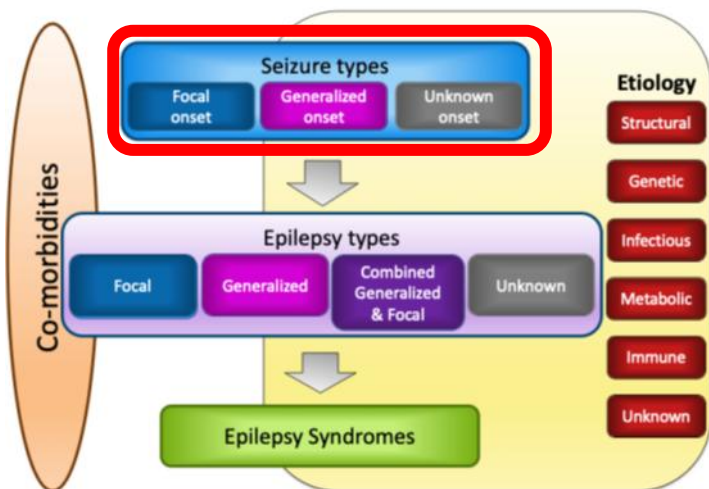 Seizure types
Focal
onset
Generalized
onset
Unknown
onset
Etiology
Structural
Genetic
Infectious
Metabolic
Immune
Unknown
Co-morbidities
Epilepsy types
Focal
Generalized
Combined
Generalized
& Focal
Unknown
Epilepsy Syndromes